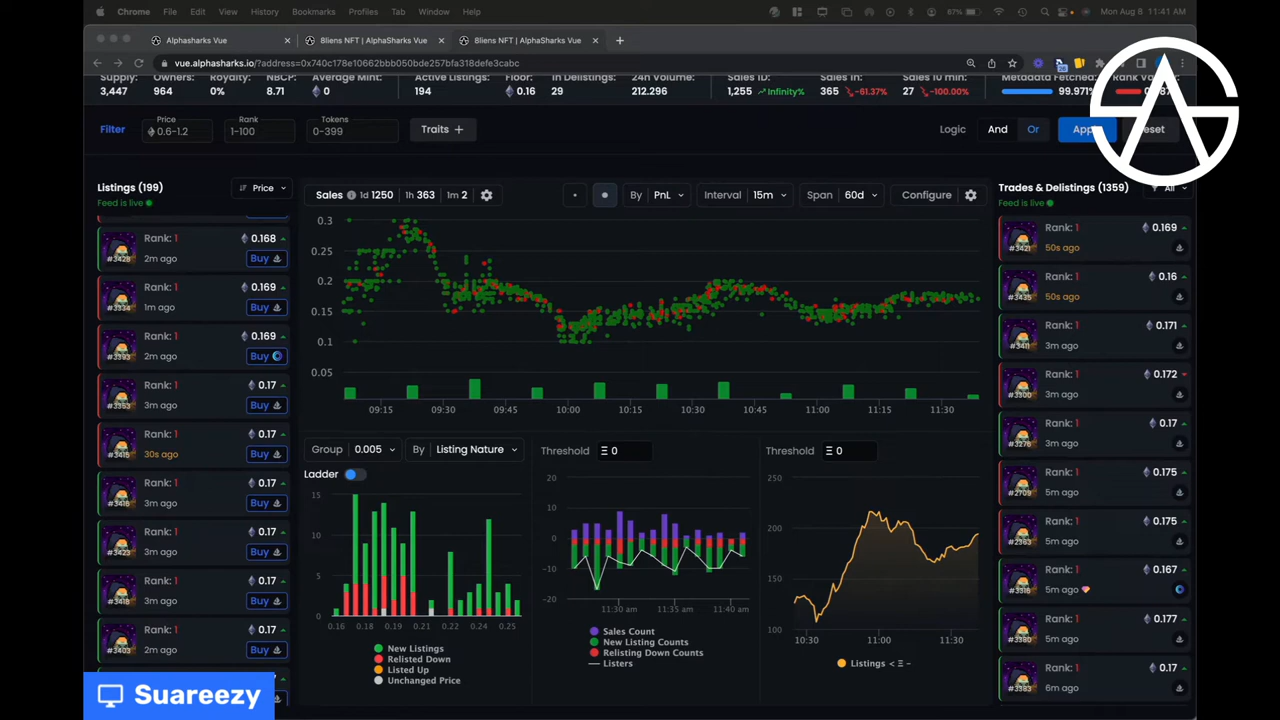 Chrome File Edit View History Bookmarks Profiles Tab Window Help 67% Mon Aug 8 11:41 AM
Alphasharks Vue 8liens NFT | AlphaSharks Vue 8liens NFT | AlphaSharks Vue
vue.alphasharks.io/?address=0x740c178e10662bbb050bde257bfa318defe3cabc
Supply: Owners: Royalty: NBCP: Average Mint: Active Listings: Floor: In Delistings: 24h Volume: Sales 1D: Sales 1h: Sales 10 min: Metadata Fetched
3,447 964 0% 8.71 0 194 0.16 29 212.296 1,255 Infinity% 365 -61.37% 27 -100.00% 99.971%
Filter Price 0.6-1.2 Rank 1-100 Tokens 0-399 Traits + Logic And Or
Listings (199) Price
Feed is live
#3428 Rank: 1 0.168
2m ago Buy
#3334 Rank: 1 0.169
1m ago Buy
#3393 Rank: 1 0.169
2m ago Buy
#3353 Rank: 1 0.17
3m ago Buy
#3415 Rank: 1 0.17
30s ago Buy
Rank: 1 0.17
3m ago Buy
#3423 Rank: 1 0.17
3m ago Buy
Rank: 1 0.17
3m ago Buy
#3403 Rank: 1 0.17
2m ago Buy
Sales 1d 1250 1h 363 1m 2 By PnL Interval 15m Span 60d Configure
0.3
0.25
0.2
0.15
0.1
0.05
09:15 09:30 09:45 10:00 10:15 10:30 10:45 11:00 11:15 11:30
Group 0.005 By Listing Nature
Ladder
15
10
5
0
0.16 0.18 0.19 0.21 0.22 0.23 0.25
New Listings
Relisted Down
Listed Up
Unchanged Price
Threshold Ξ 0
20
10
0
-10
-20
11:30 am 11:35 am 11:40 am
Sales Count
New Listing Counts
Relisting Down Counts
Listers
Threshold Ξ 0
250
200
150
100
10:30 11:00 11:30
Listings < Ξ -
Trades & Delistings (1359) All
Feed is live
#3421 Rank: 1 0.169
50s ago
#3435 Rank: 1 0.16
50s ago
#3411 Rank: 1 0.171
3m ago
#3300 Rank: 1 0.172
3m ago
#3278 Rank: 1 0.17
3m ago
#2709 Rank: 1 0.175
5m ago
Rank: 1 0.175
5m ago
Rank: 1 0.167
5m ago
Rank: 1 0.177
5m ago
Rank: 1 0.17
6m ago
Suareezy